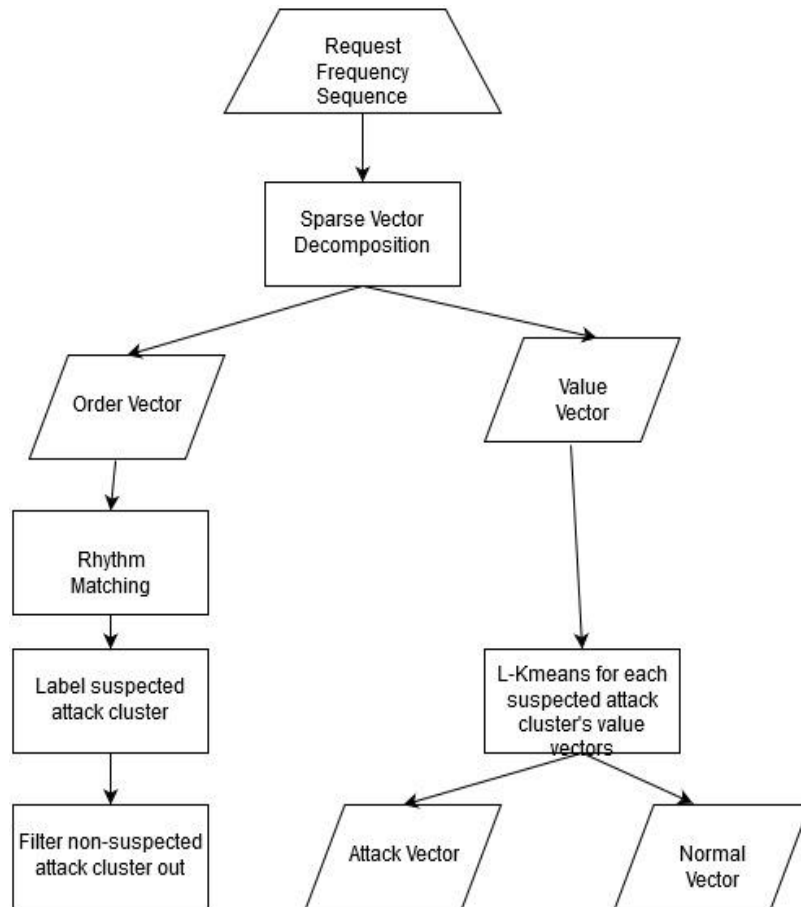 Request
Frequency
Sequence
Sparse Vector
Decomposition
Order Vector
Value
Vector
Rhythm
Matching
Label suspected
attack cluster
L-Kmeans for each
suspected attack
cluster's value
vectors
Filter non-suspected
attack cluster out
Attack Vector
Normal
Vector